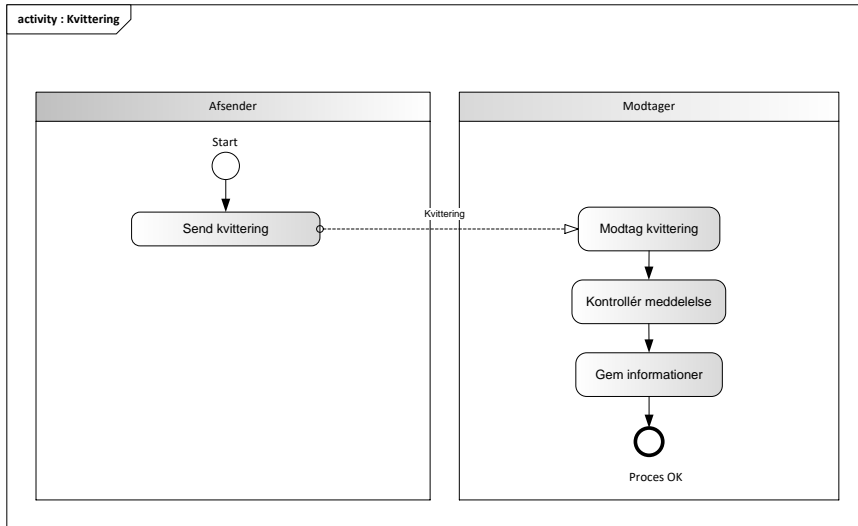 activity : Kvittering
Afsender
Modtager
Start
Send kvittering
Kvittering
Modtag kvittering
Kontrollér meddelelse
Gem informationer
Proces OK